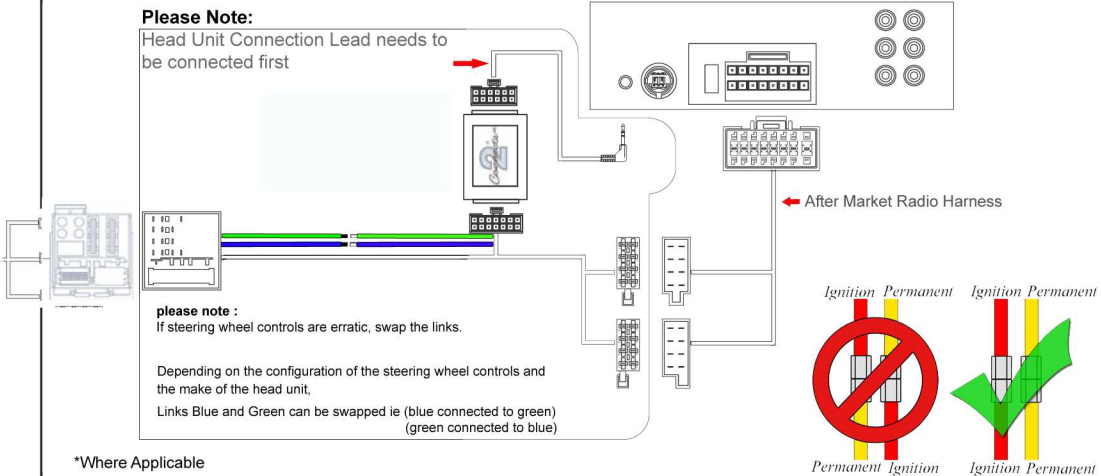 Please Note:
Head Unit Connection Lead needs to
be connected first
Connects 2
After Market Radio Harness
please note :
If steering wheel controls are erratic, swap the links.
Depending on the configuration of the steering wheel controls and
the make of the head unit,
Links Blue and Green can be swapped ie (blue connected to green)
(green connected to blue)
*Where Applicable
Ignition Permanent
Permanent Ignition
Ignition Permanent
Ignition Permanent